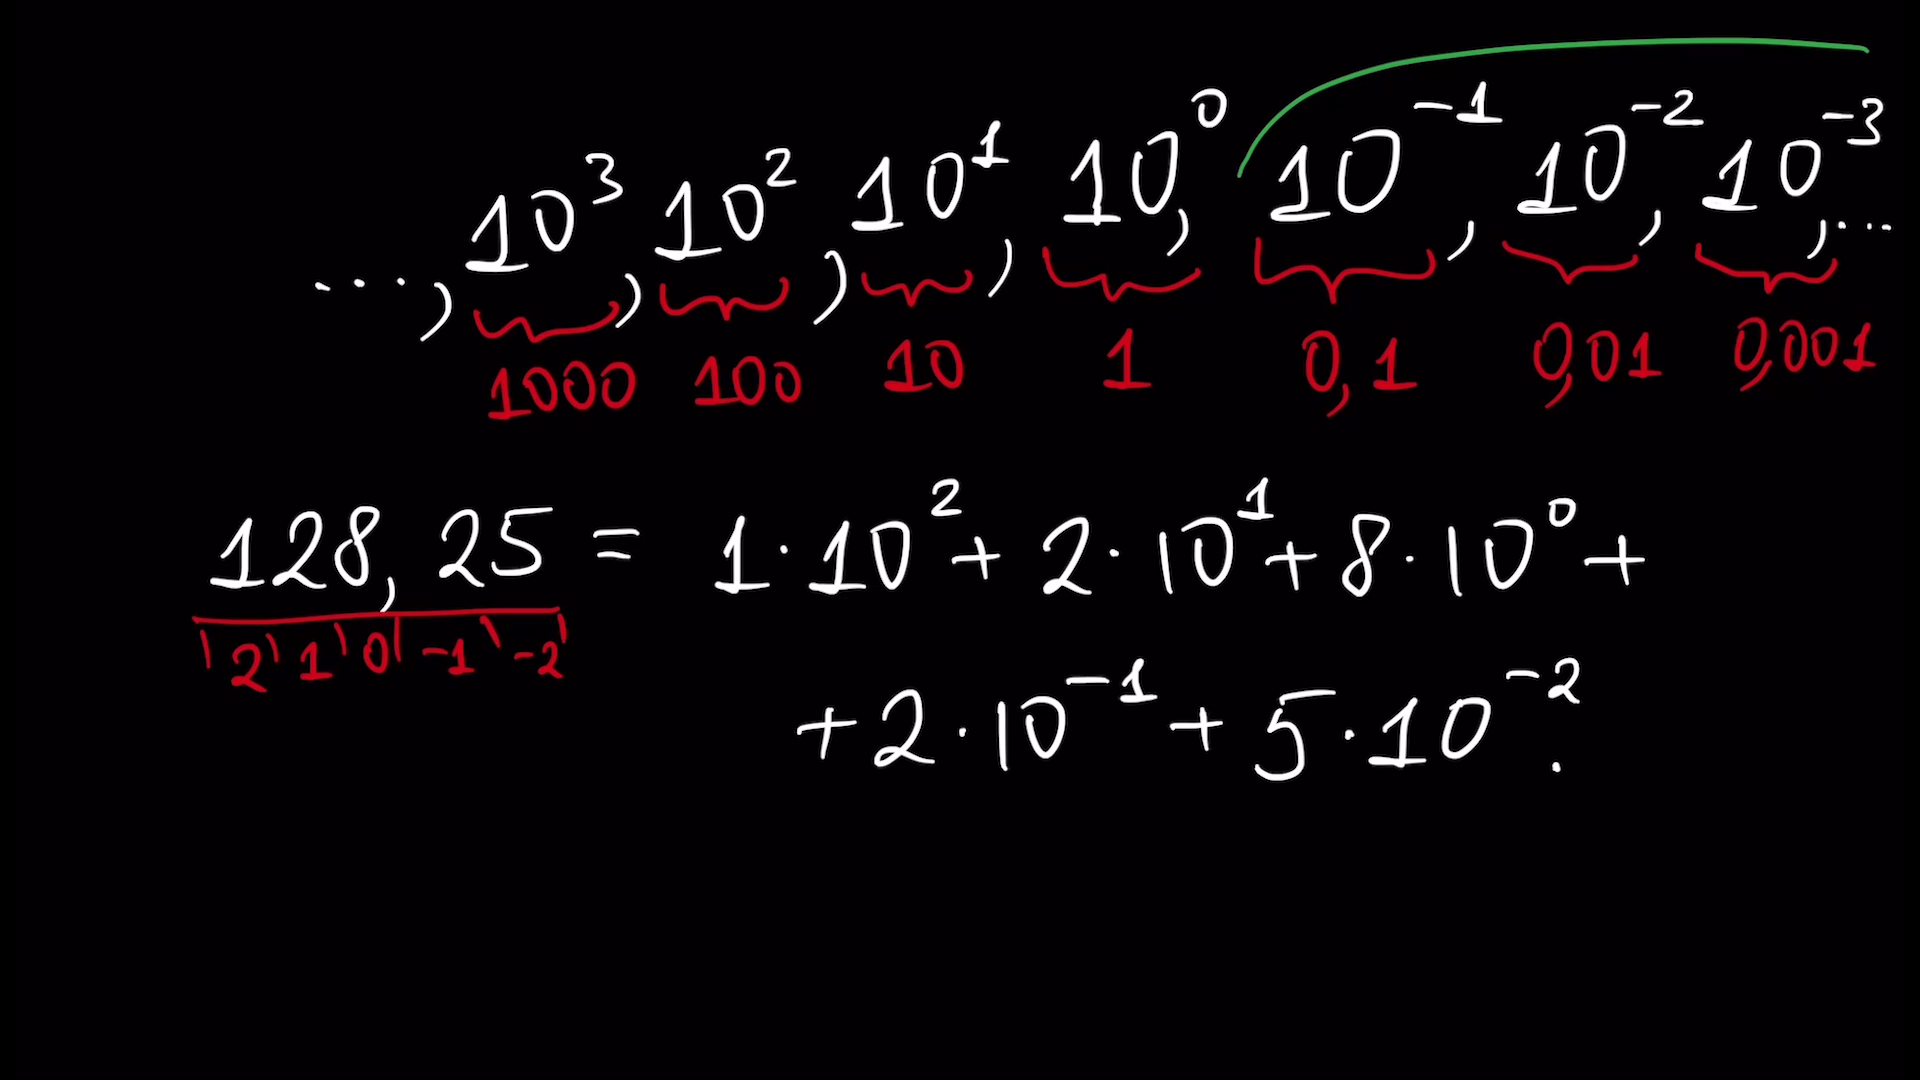 ..., 10³, 10², 10¹, 10⁰, 10⁻¹, 10⁻², 10⁻³, ...
1000 100 10 1 0,1 0,01 0,001
128,25 = 1·10² + 2·10¹ + 8·10⁰ +
2 1 0 -1 -2
+ 2·10⁻¹ + 5·10⁻².